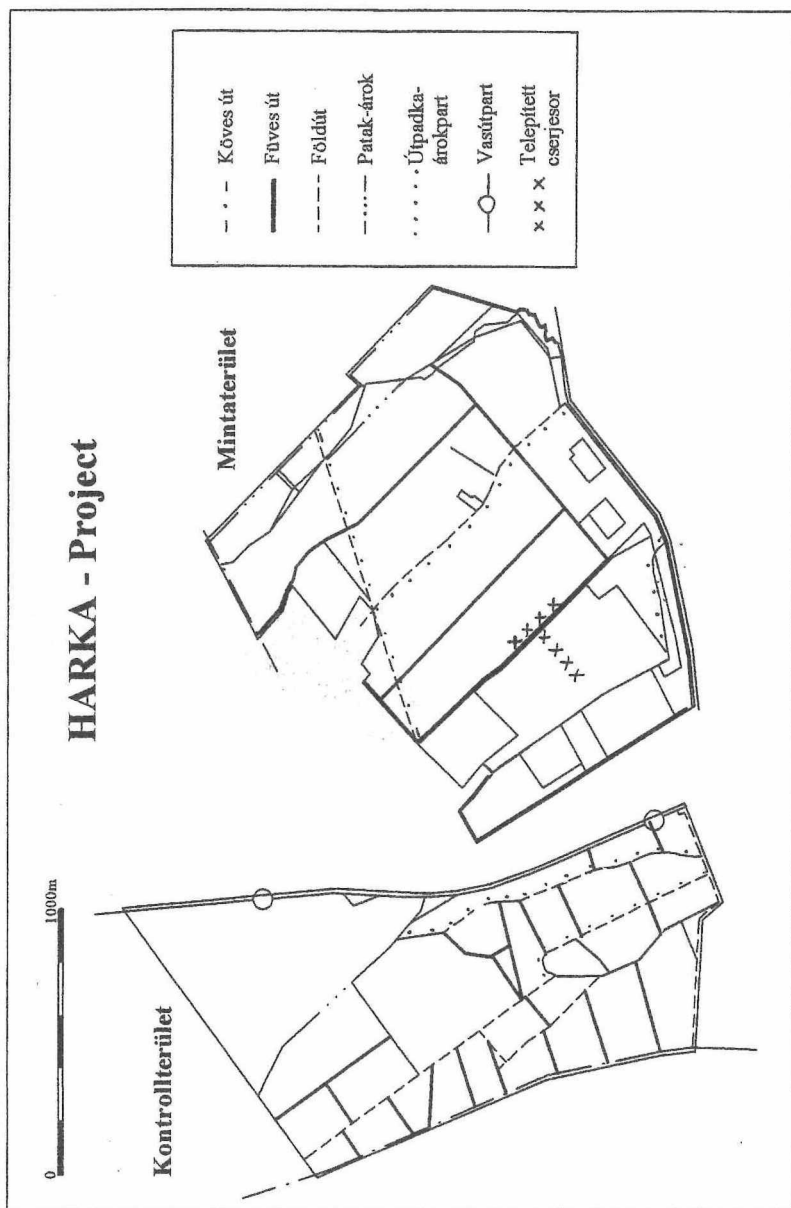 HARKA - Project
Mintaterület
Kontrollterület
0
1000m
Köves út
Füves út
Földút
Patak-árok
Útpadka-
árokpart
Vasútpart
Telepített
cserjesor